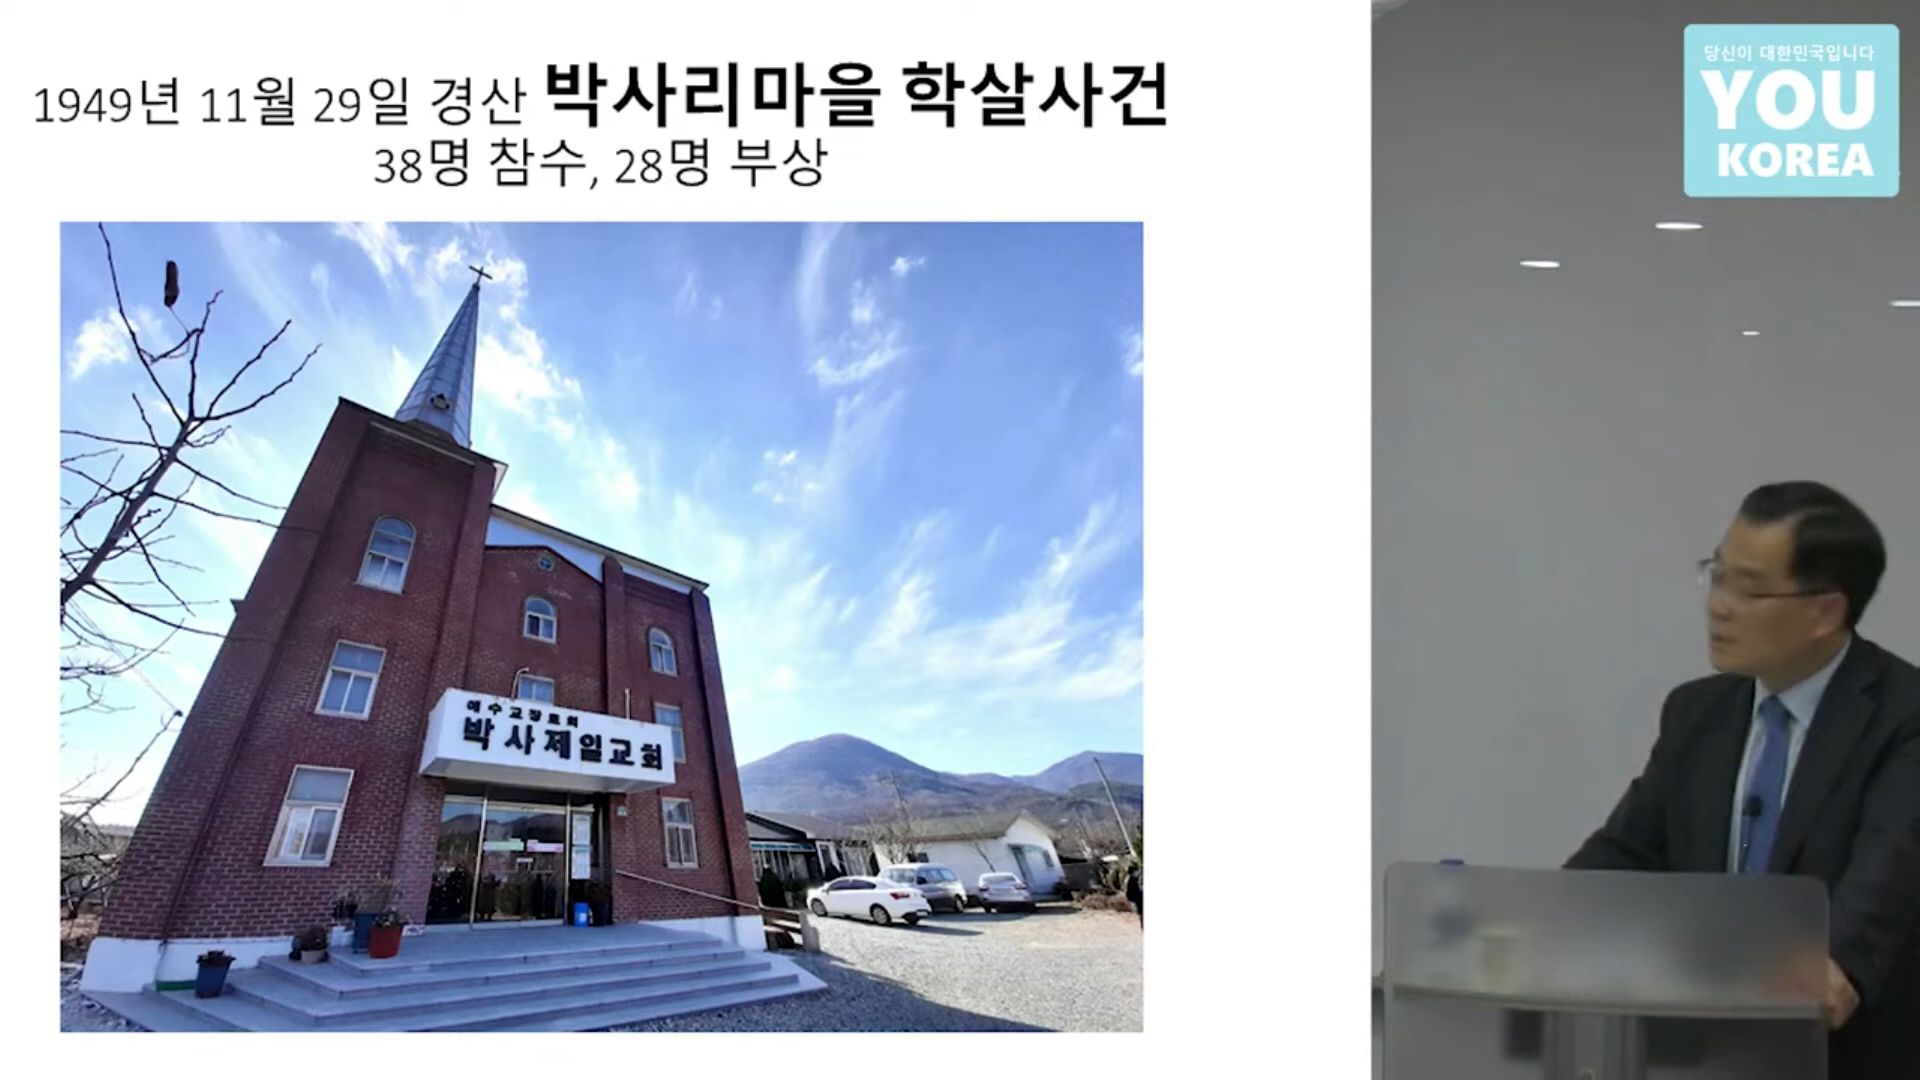 1949년 11월 29일 경산 박사리마을 학살사건
38명 참수, 28명 부상
예수교장로회
박사제일교회
당신이 대한민국입니다
YOU
KOREA